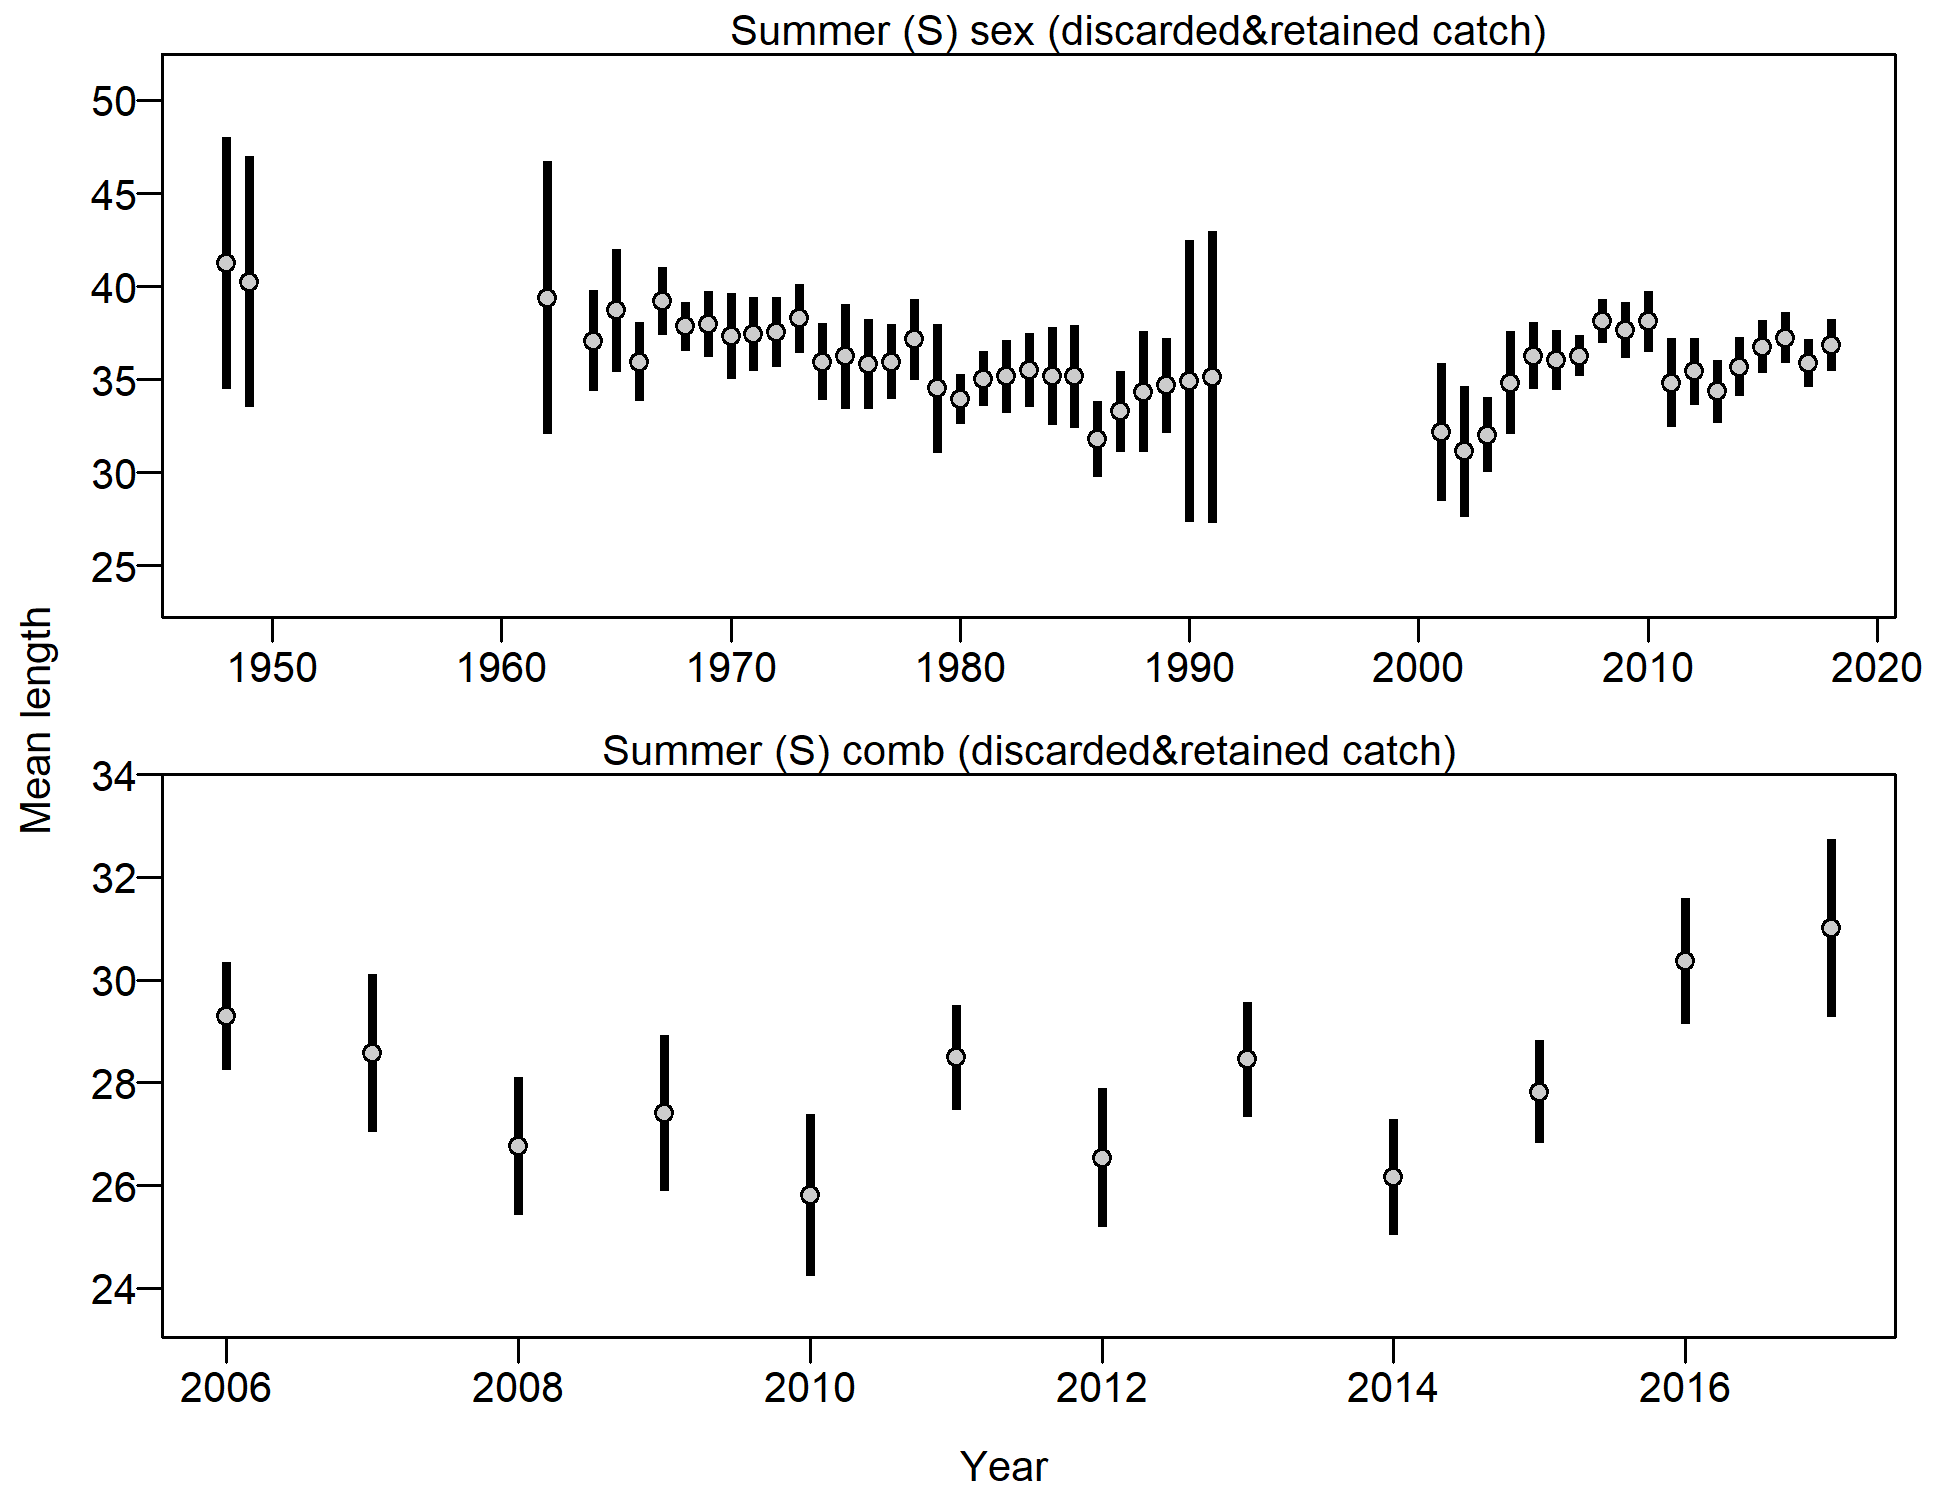 Summer (S) sex (discarded&retained catch)
50
45
40
35
30
25
1950 1960 1970 1980 1990 2000 2010 2020
Mean length
Summer (S) comb (discarded&retained catch)
34
32
30
28
26
24
2006 2008 2010 2012 2014 2016
Year